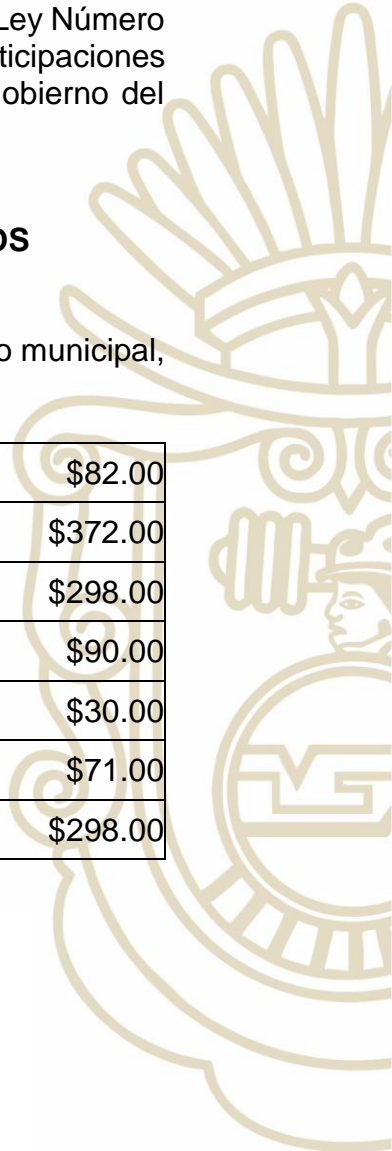 Ley Número
ticipaciones
obierno del
OS
o municipal,
$82.00
$372.00
$298.00
$90.00
$30.00
$71.00
$298.00